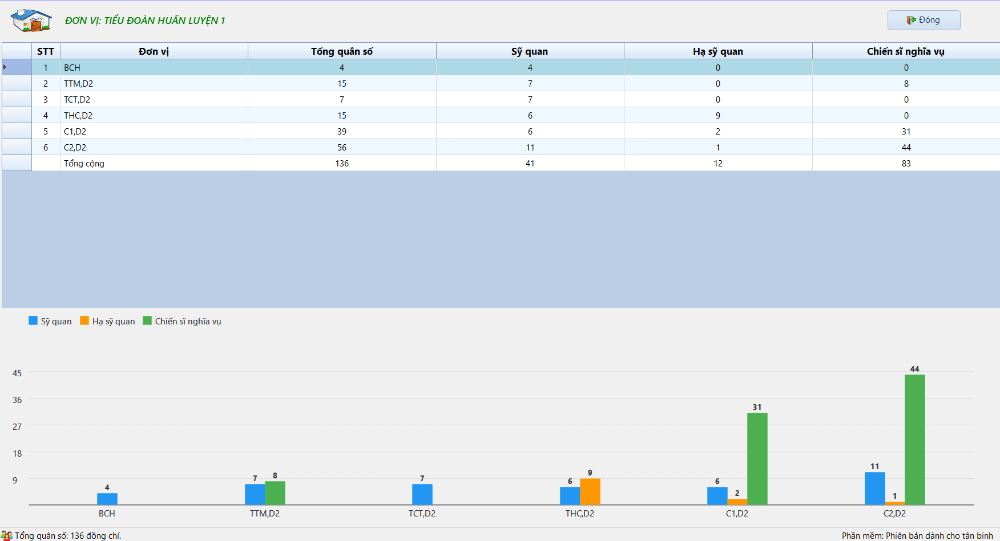 ĐƠN VỊ: TIỂU ĐOÀN HUẤN LUYỆN 1
Đóng
STT Đơn vị Tổng quân số Sỹ quan Hạ sỹ quan Chiến sĩ nghĩa vụ
1 BCH 4 4 0 0
2 TTM,D2 15 7 0 8
3 TCT,D2 7 7 0 0
4 THC,D2 15 6 9 0
5 C1,D2 39 6 2 31
6 C2,D2 56 11 1 44
Tổng cộng 136 41 12 83
Sỹ quan Hạ sỹ quan Chiến sĩ nghĩa vụ
45
36
27
18
9
4
7 8
7
6 9
6 2 31
11 1 44
BCH TTM,D2 TCT,D2 THC,D2 C1,D2 C2,D2
Tổng quân số: 136 đồng chí.
Phần mềm: Phiên bản dành cho tân binh